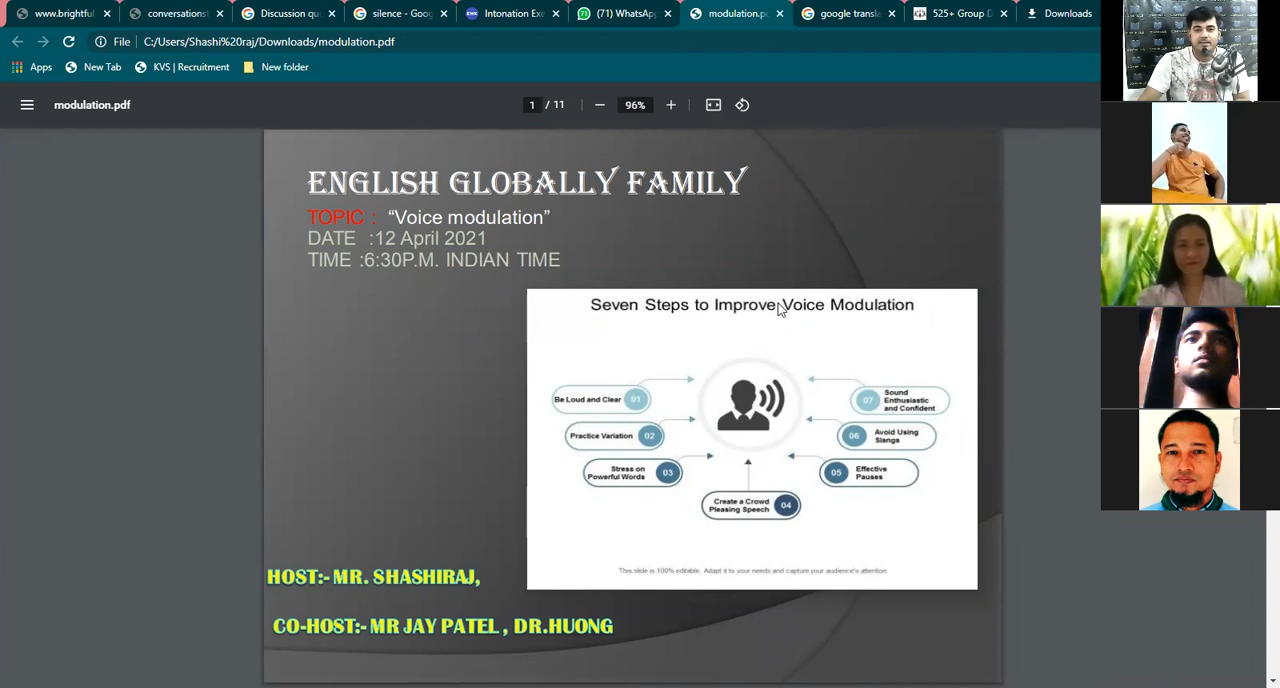 www.brightful
conversationst
Discussion que
silence - Goog
Intonation Exe
(71) WhatsApp
modulation.pd
google transla
525+ Group D
Downloads
File
C:/Users/Shashi%20raj/Downloads/modulation.pdf
Apps
New Tab
KVS | Recruitment
New folder
modulation.pdf
1 / 11
96%
ENGLISH GLOBALLY FAMILY
TOPIC : “Voice modulation”
DATE :12 April 2021
TIME :6:30P.M. INDIAN TIME
Seven Steps to Improve Voice Modulation
Be Loud and Clear 01
Practice Variation 02
Stress on
Powerful Words 03
Create a Crowd
Pleasing Speech 04
05 Effective
Pauses
06 Avoid Using
Slangs
07 Sound
Enthusiastic
and Confident
This slide is 100% editable. Adapt it to your needs and capture your audience's attention
HOST:- MR. SHASHIRAJ,
CO-HOST:- MR JAY PATEL , DR.HUONG